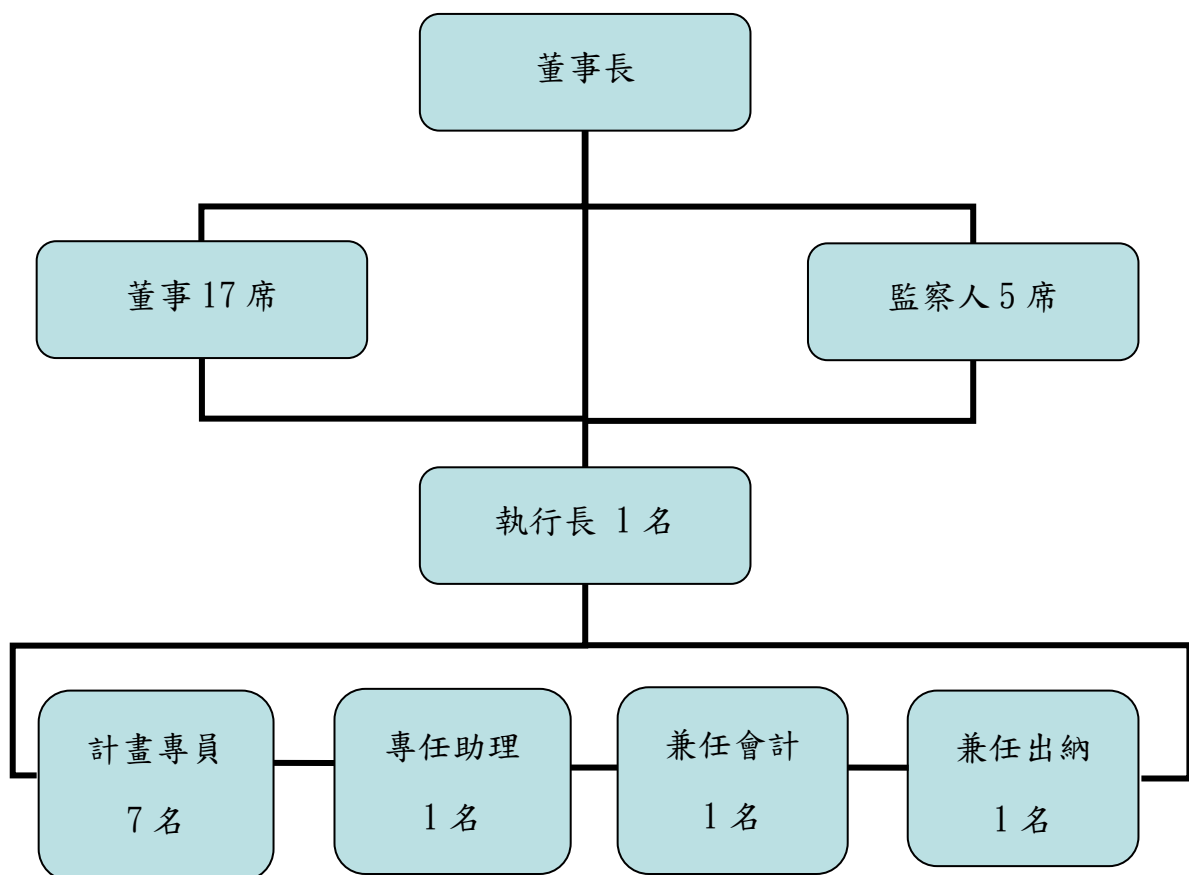 董事長
董事 17 席
監察人 5 席
執行長 1 名
計畫專員
7 名
專任助理
1 名
兼任會計
1 名
兼任出納
1 名